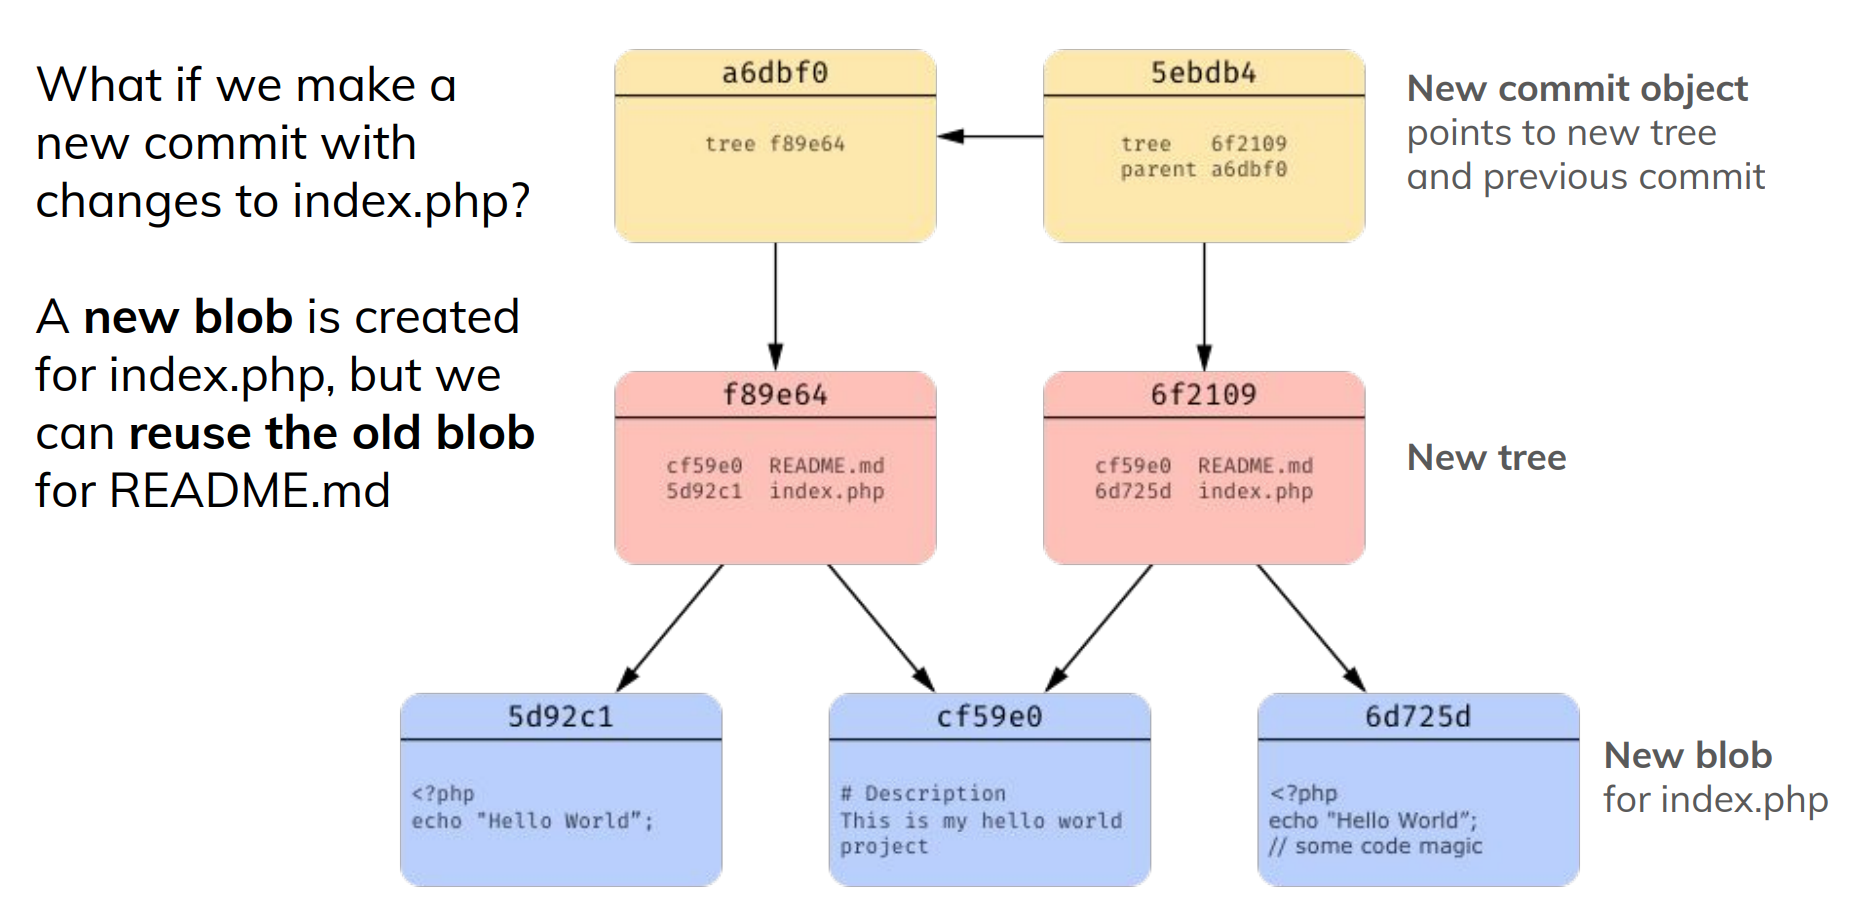 What if we make a
new commit with
changes to index.php?
A new blob is created
for index.php, but we
can reuse the old blob
for README.md
a6dbf0
tree f89e64
5ebdb4
tree 6f2109
parent a6dbf0
New commit object
points to new tree
and previous commit
f89e64
cf59e0 README.md
5d92c1 index.php
6f2109
cf59e0 README.md
6d725d index.php
New tree
5d92c1
<?php
echo "Hello World”;
cf59e0
# Description
This is my hello world
project
6d725d
<?php
echo "Hello World”;
// some code magic
New blob
for index.php